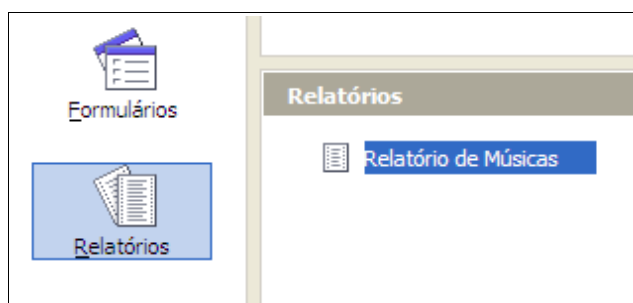 Formulários
Relatórios
Relatórios
Relatório de Músicas